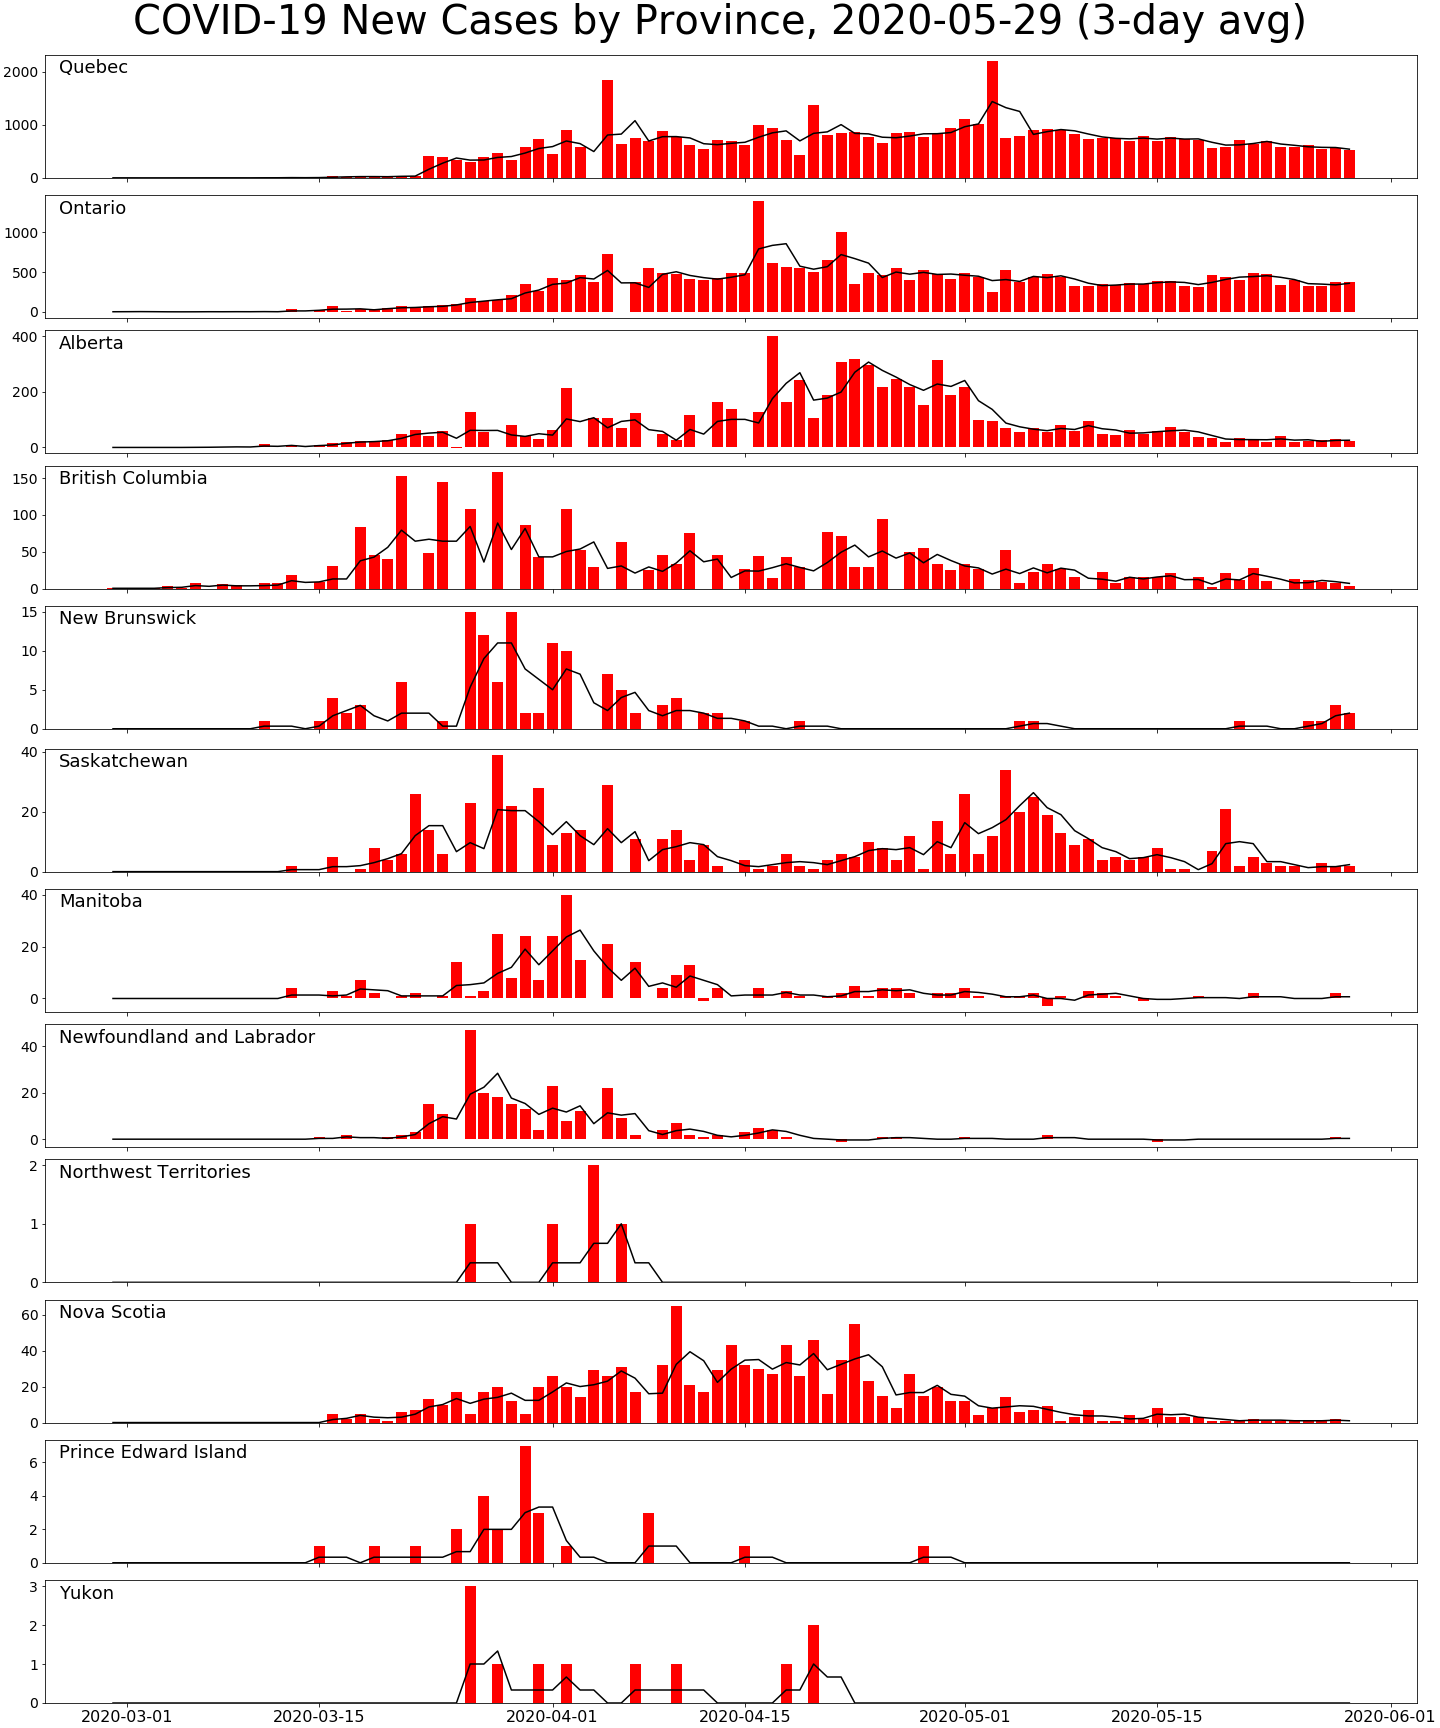 COVID-19 New Cases by Province, 2020-05-29 (3-day avg)
Quebec
2000
1000
0
Ontario
1000
500
0
Alberta
400
200
0
British Columbia
150
100
50
0
New Brunswick
15
10
5
0
Saskatchewan
40
20
0
Manitoba
40
20
0
Newfoundland and Labrador
40
20
0
Northwest Territories
2
1
0
Nova Scotia
60
40
20
0
Prince Edward Island
6
4
2
0
Yukon
3
2
1
0
2020-03-01 2020-03-15 2020-04-01 2020-04-15 2020-05-01 2020-05-15 2020-06-01